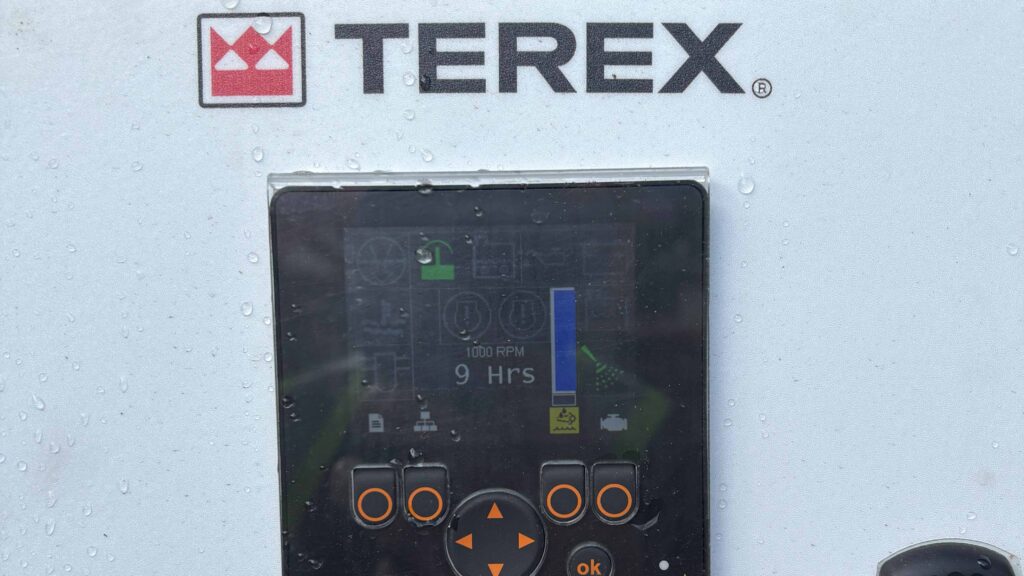 TEREX®
1000 RPM
9 Hrs
ok